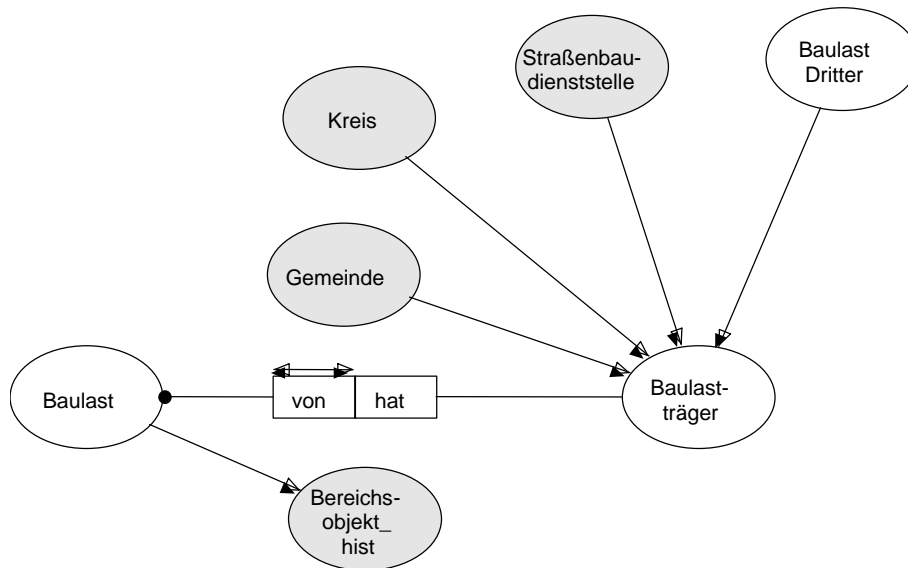 Straßenbau-
dienststelle
Baulast
Dritter
Kreis
Gemeinde
Baulast
von
hat
Baulast-
träger
Bereichs-
objekt_
hist